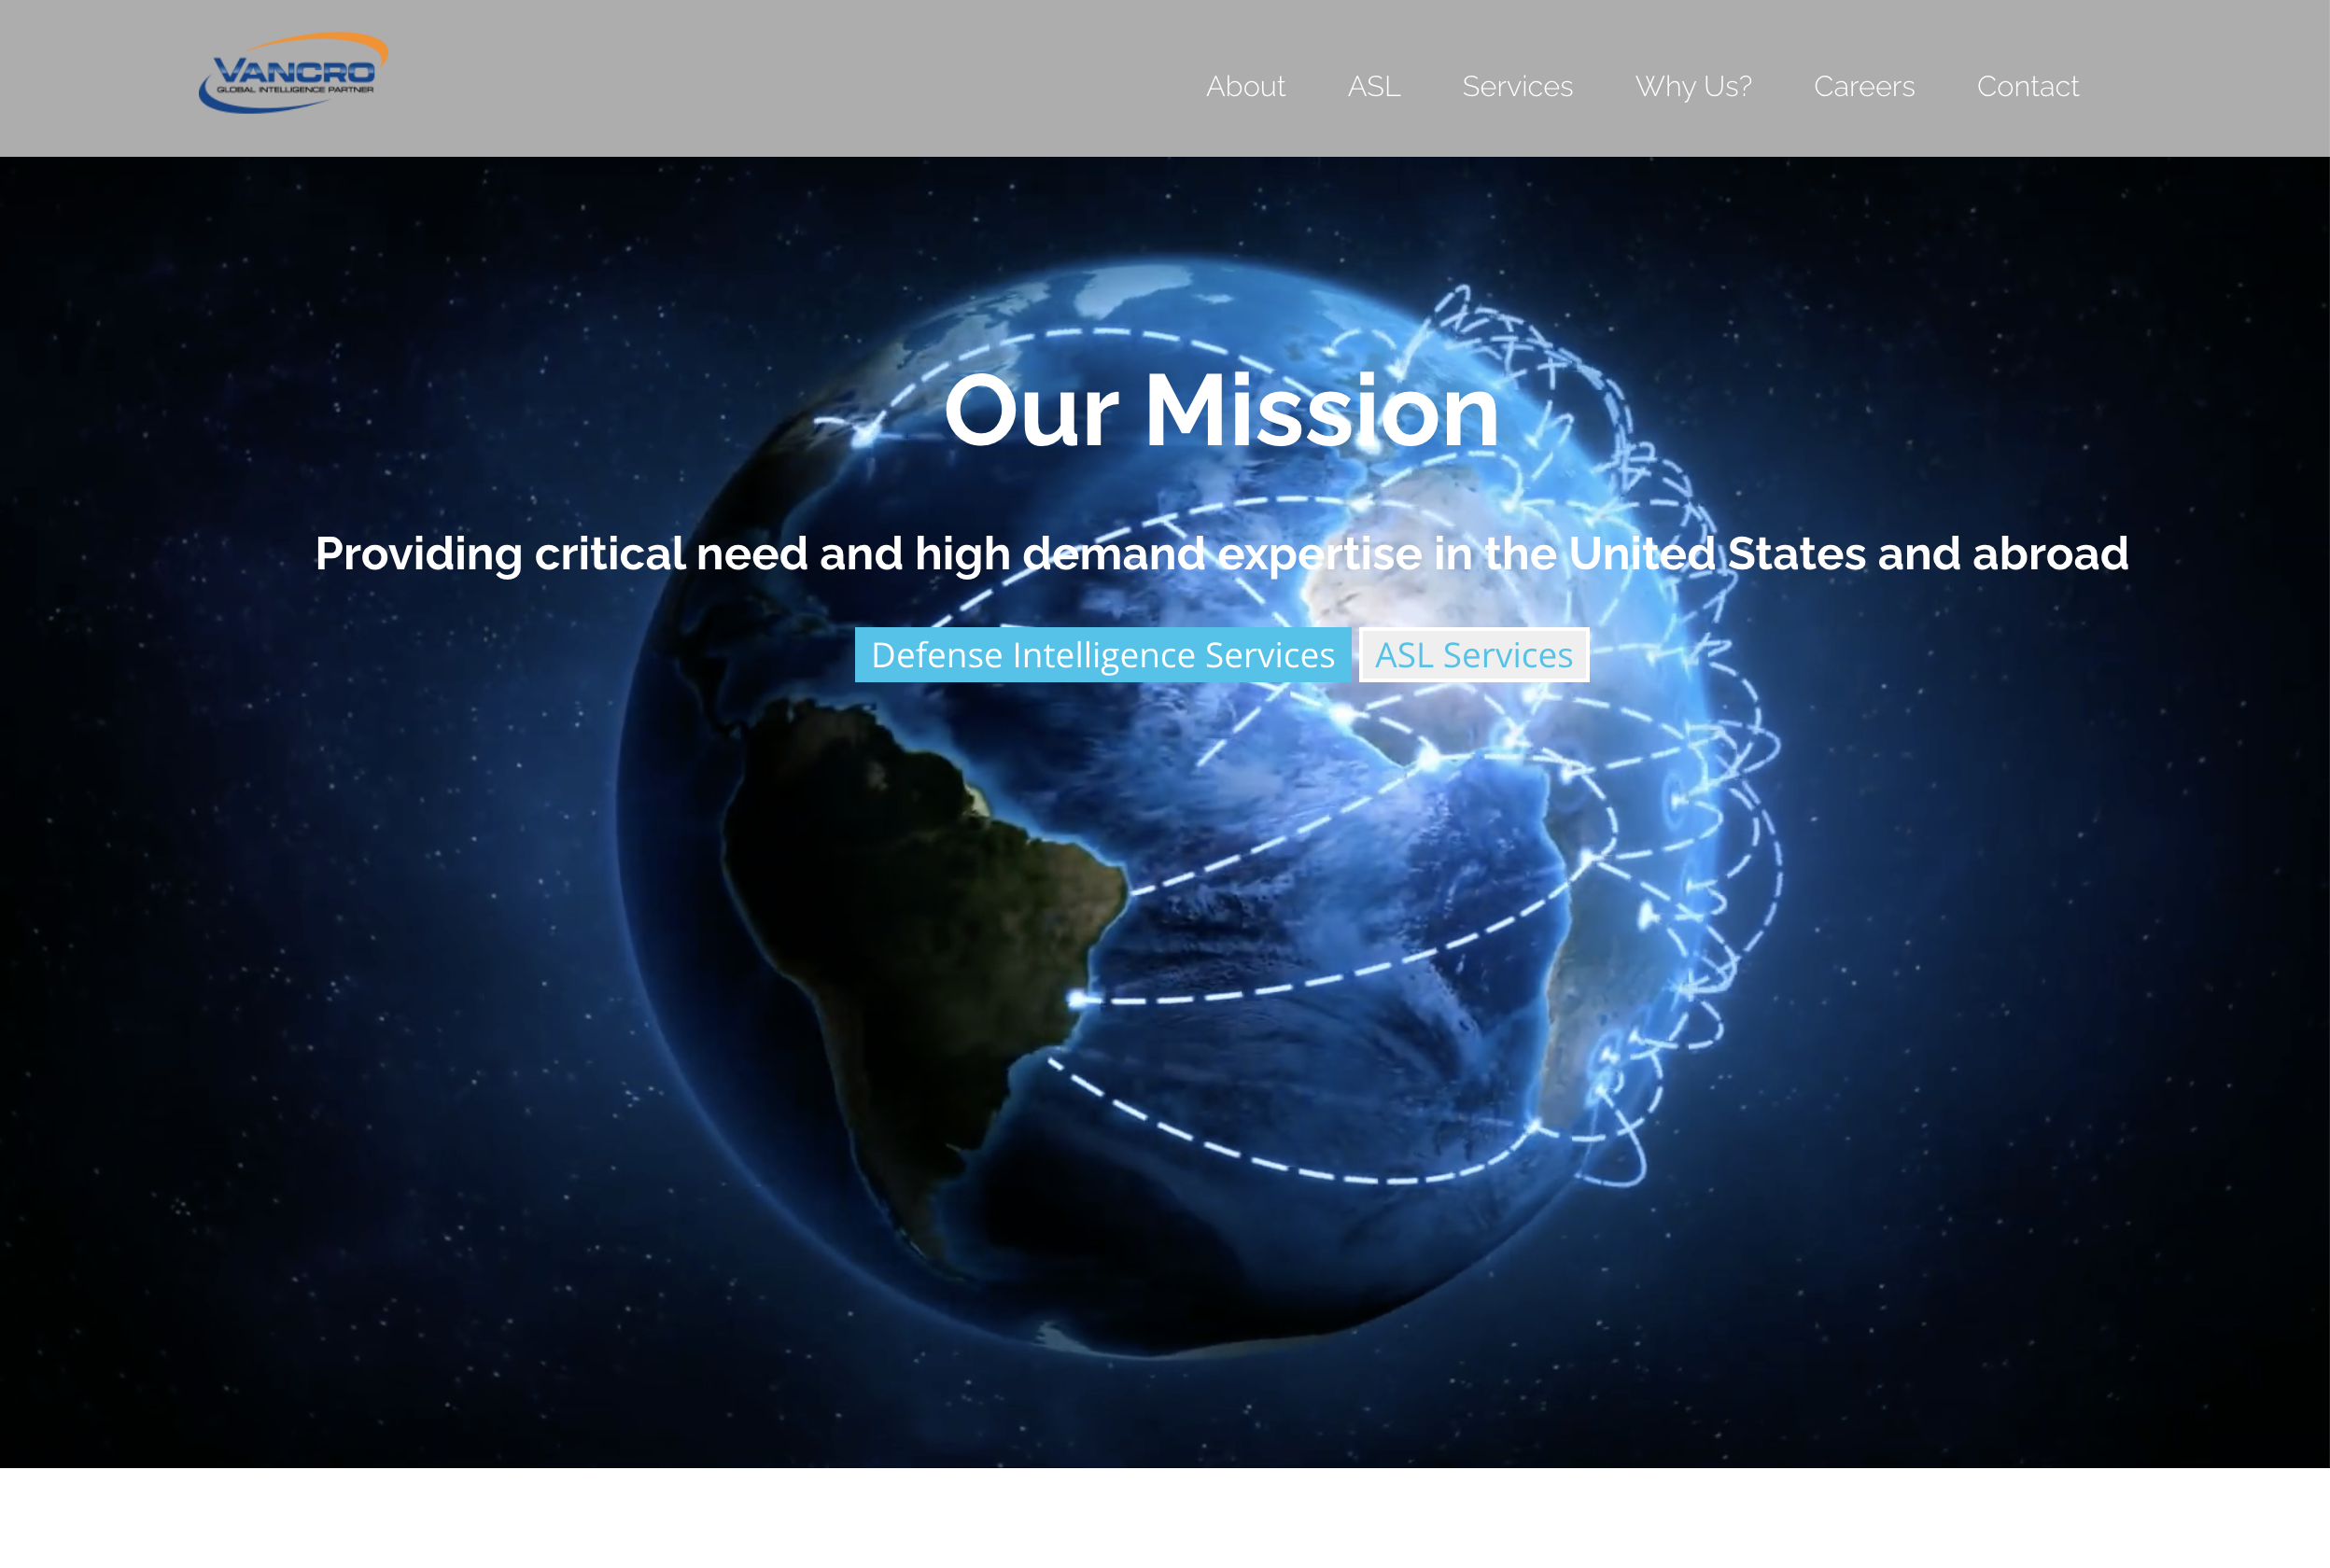 VANCRO
GLOBAL INTELLIGENCE PARTNER
About ASL Services Why Us? Careers Contact
Our Mission
Providing critical need and high demand expertise in the United States and abroad
Defense Intelligence Services ASL Services